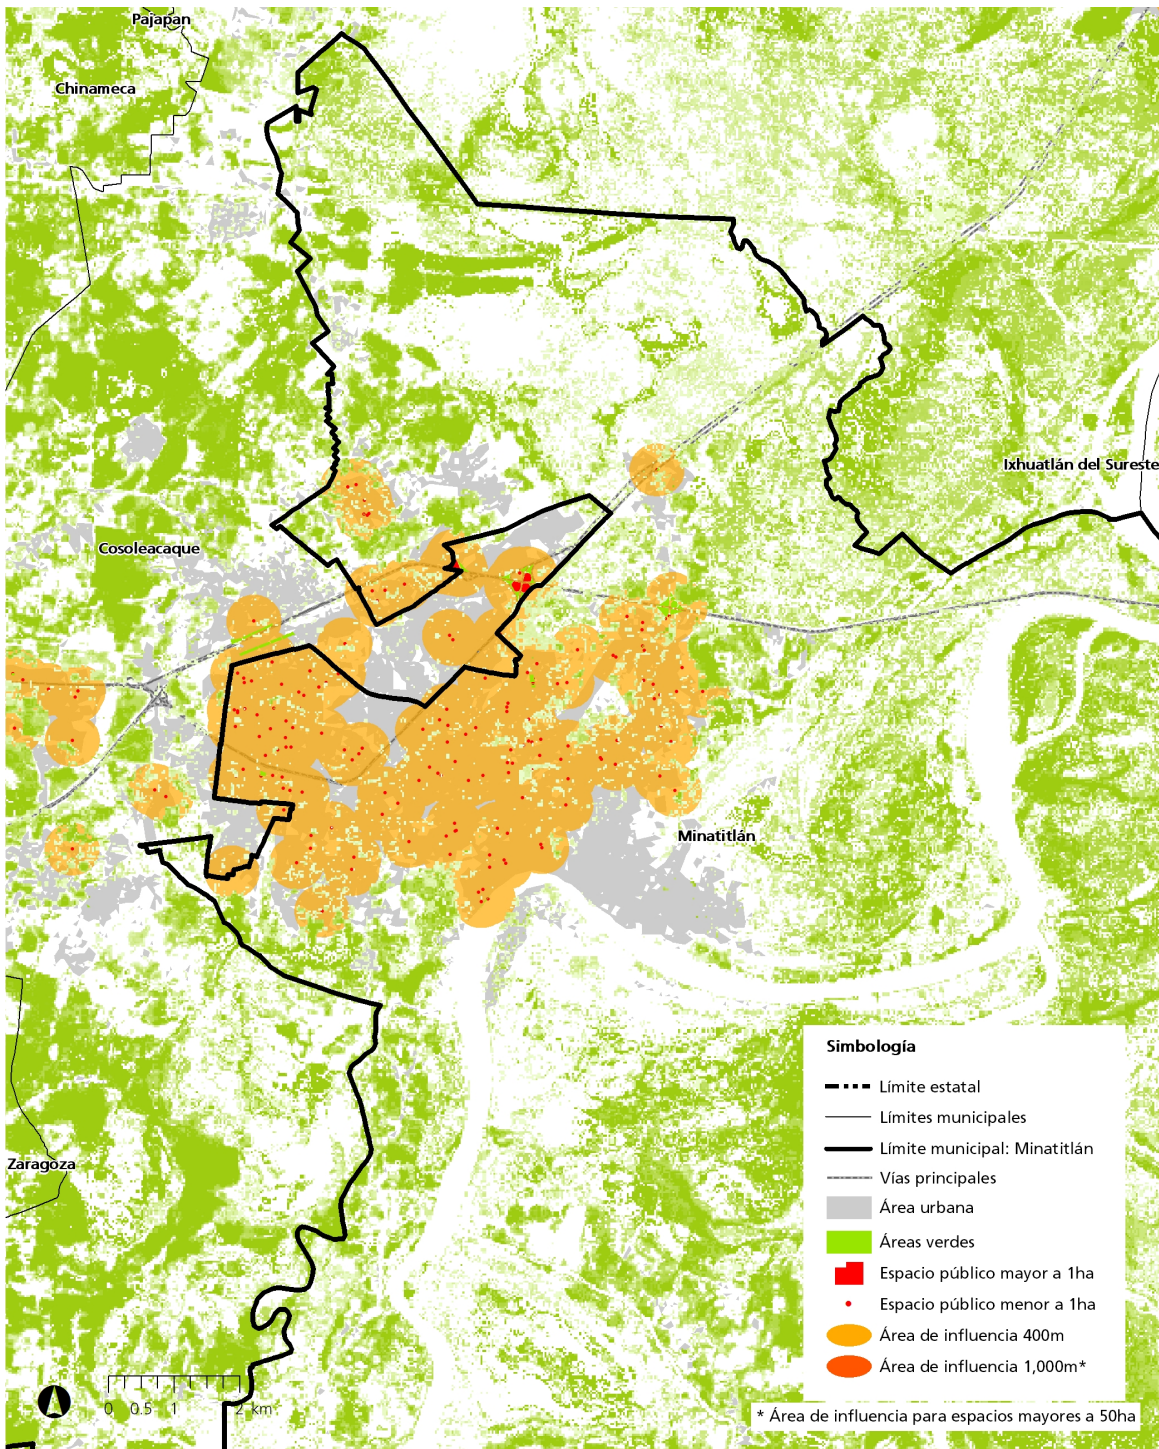 Pajapan
Chinameca
Ixhuatlán del Sureste
Cosoleacaque
Minatitlán
Zaragoza
Simbología
Límite estatal
Límites municipales
Límite municipal: Minatitlán
Vías principales
Área urbana
Áreas verdes
Espacio público mayor a 1ha
Espacio público menor a 1ha
Área de influencia 400m
Área de influencia 1,000m*
0 0.5 1 2 km
* Área de influencia para espacios mayores a 50ha